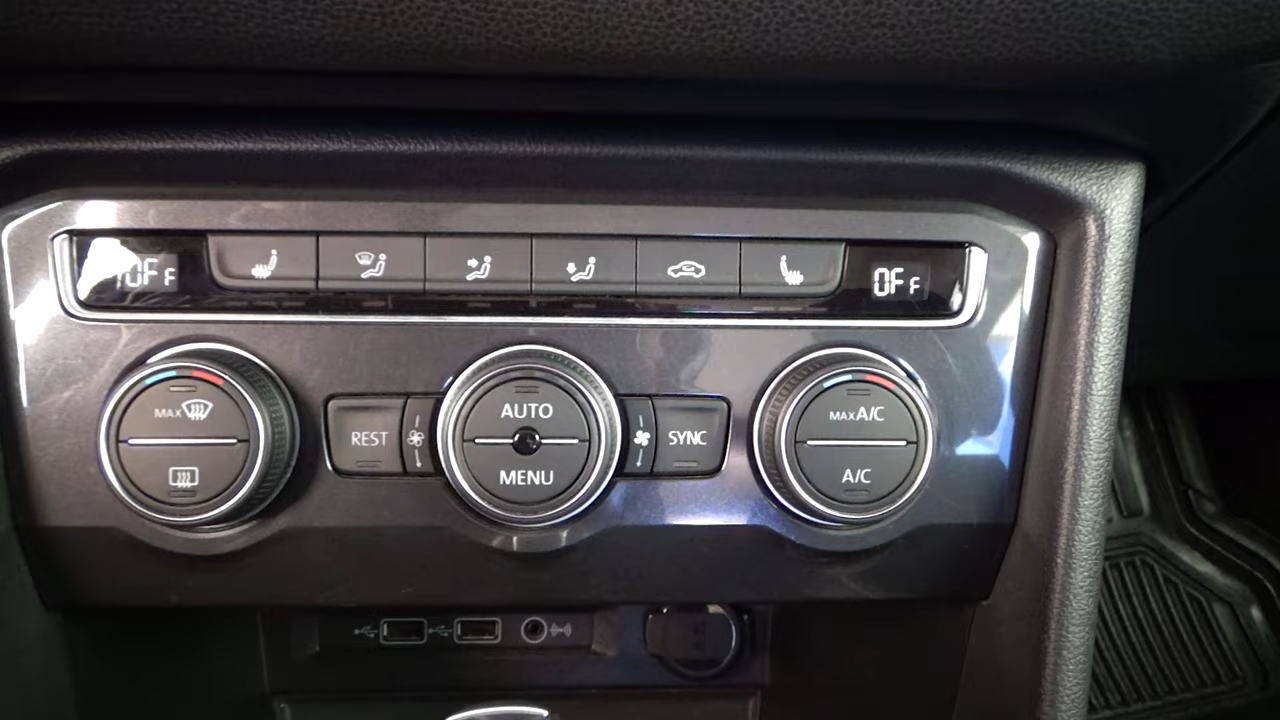 OFF
OFF
MAX
REST
AUTO
MENU
SYNC
MAX A/C
A/C